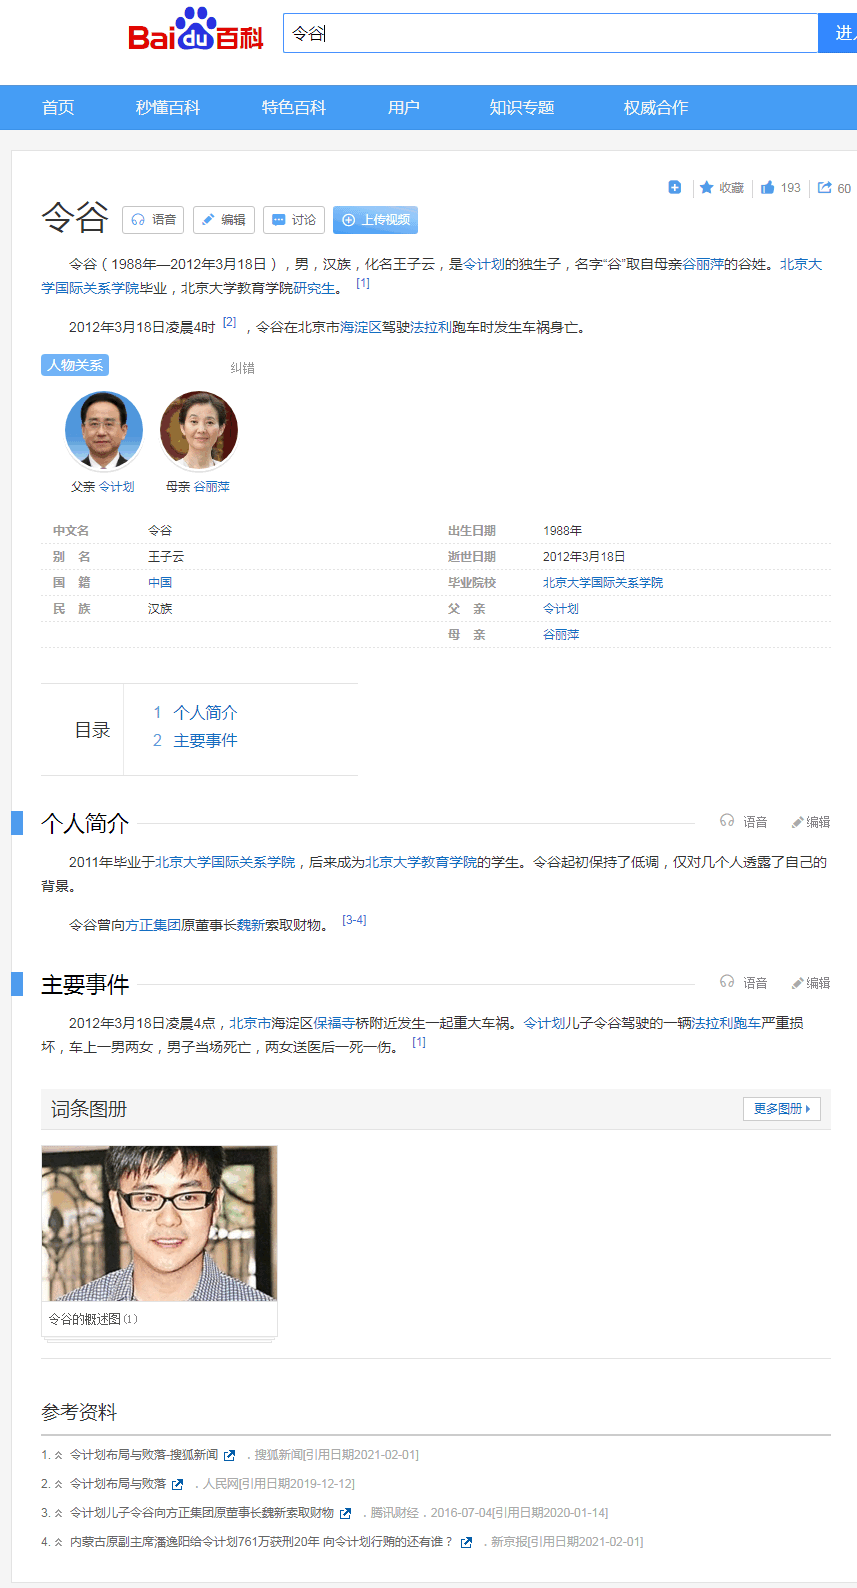 Baidu百科
令谷
进入
首页 秒懂百科 特色百科 用户 知识专题 权威合作
收藏 193 60
令谷 语音 编辑 讨论 上传视频
令谷（1988年—2012年3月18日），男，汉族，化名王子云，是令计划的独生子，名字“谷”取自母亲谷丽萍的谷姓。北京大
学国际关系学院毕业，北京大学教育学院研究生。 [1]
2012年3月18日凌晨4时 [2] ，令谷在北京市海淀区驾驶法拉利跑车时发生车祸身亡。
人物关系 纠错
父亲 令计划 母亲 谷丽萍
中文名 令谷 出生日期 1988年
别 名 王子云 逝世日期 2012年3月18日
国 籍 中国 毕业院校 北京大学国际关系学院
民 族 汉族 父 亲 令计划
母 亲 谷丽萍
目录
1 个人简介
2 主要事件
个人简介 语音 编辑
2011年毕业于北京大学国际关系学院，后来成为北京大学教育学院的学生。令谷起初保持了低调，仅对几个人透露了自己的
背景。
令谷曾向方正集团原董事长魏新索取财物。 [3-4]
主要事件 语音 编辑
2012年3月18日凌晨4点，北京市海淀区保福寺桥附近发生一起重大车祸。令计划儿子令谷驾驶的一辆法拉利跑车严重损
坏，车上一男两女，男子当场死亡，两女送医后一死一伤。 [1]
词条图册 更多图册
令谷的概述图(1)
参考资料
1. 令计划布局与败落-搜狐新闻 ．搜狐新闻[引用日期2021-02-01]
2. 令计划布局与败落 ．人民网[引用日期2019-12-12]
3. 令计划儿子令谷向方正集团原董事长魏新索取财物 ．腾讯财经．2016-07-04[引用日期2020-01-14]
4. 内蒙古原副主席潘逸阳给令计划761万获刑20年 向令计划行贿的还有谁？ ．新京报[引用日期2021-02-01]